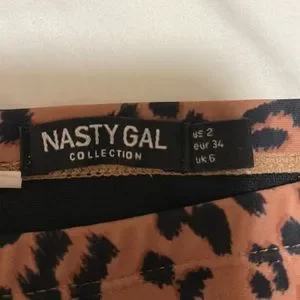 NASTY GAL
COLLECTION
us 2
eur 34
uk 6